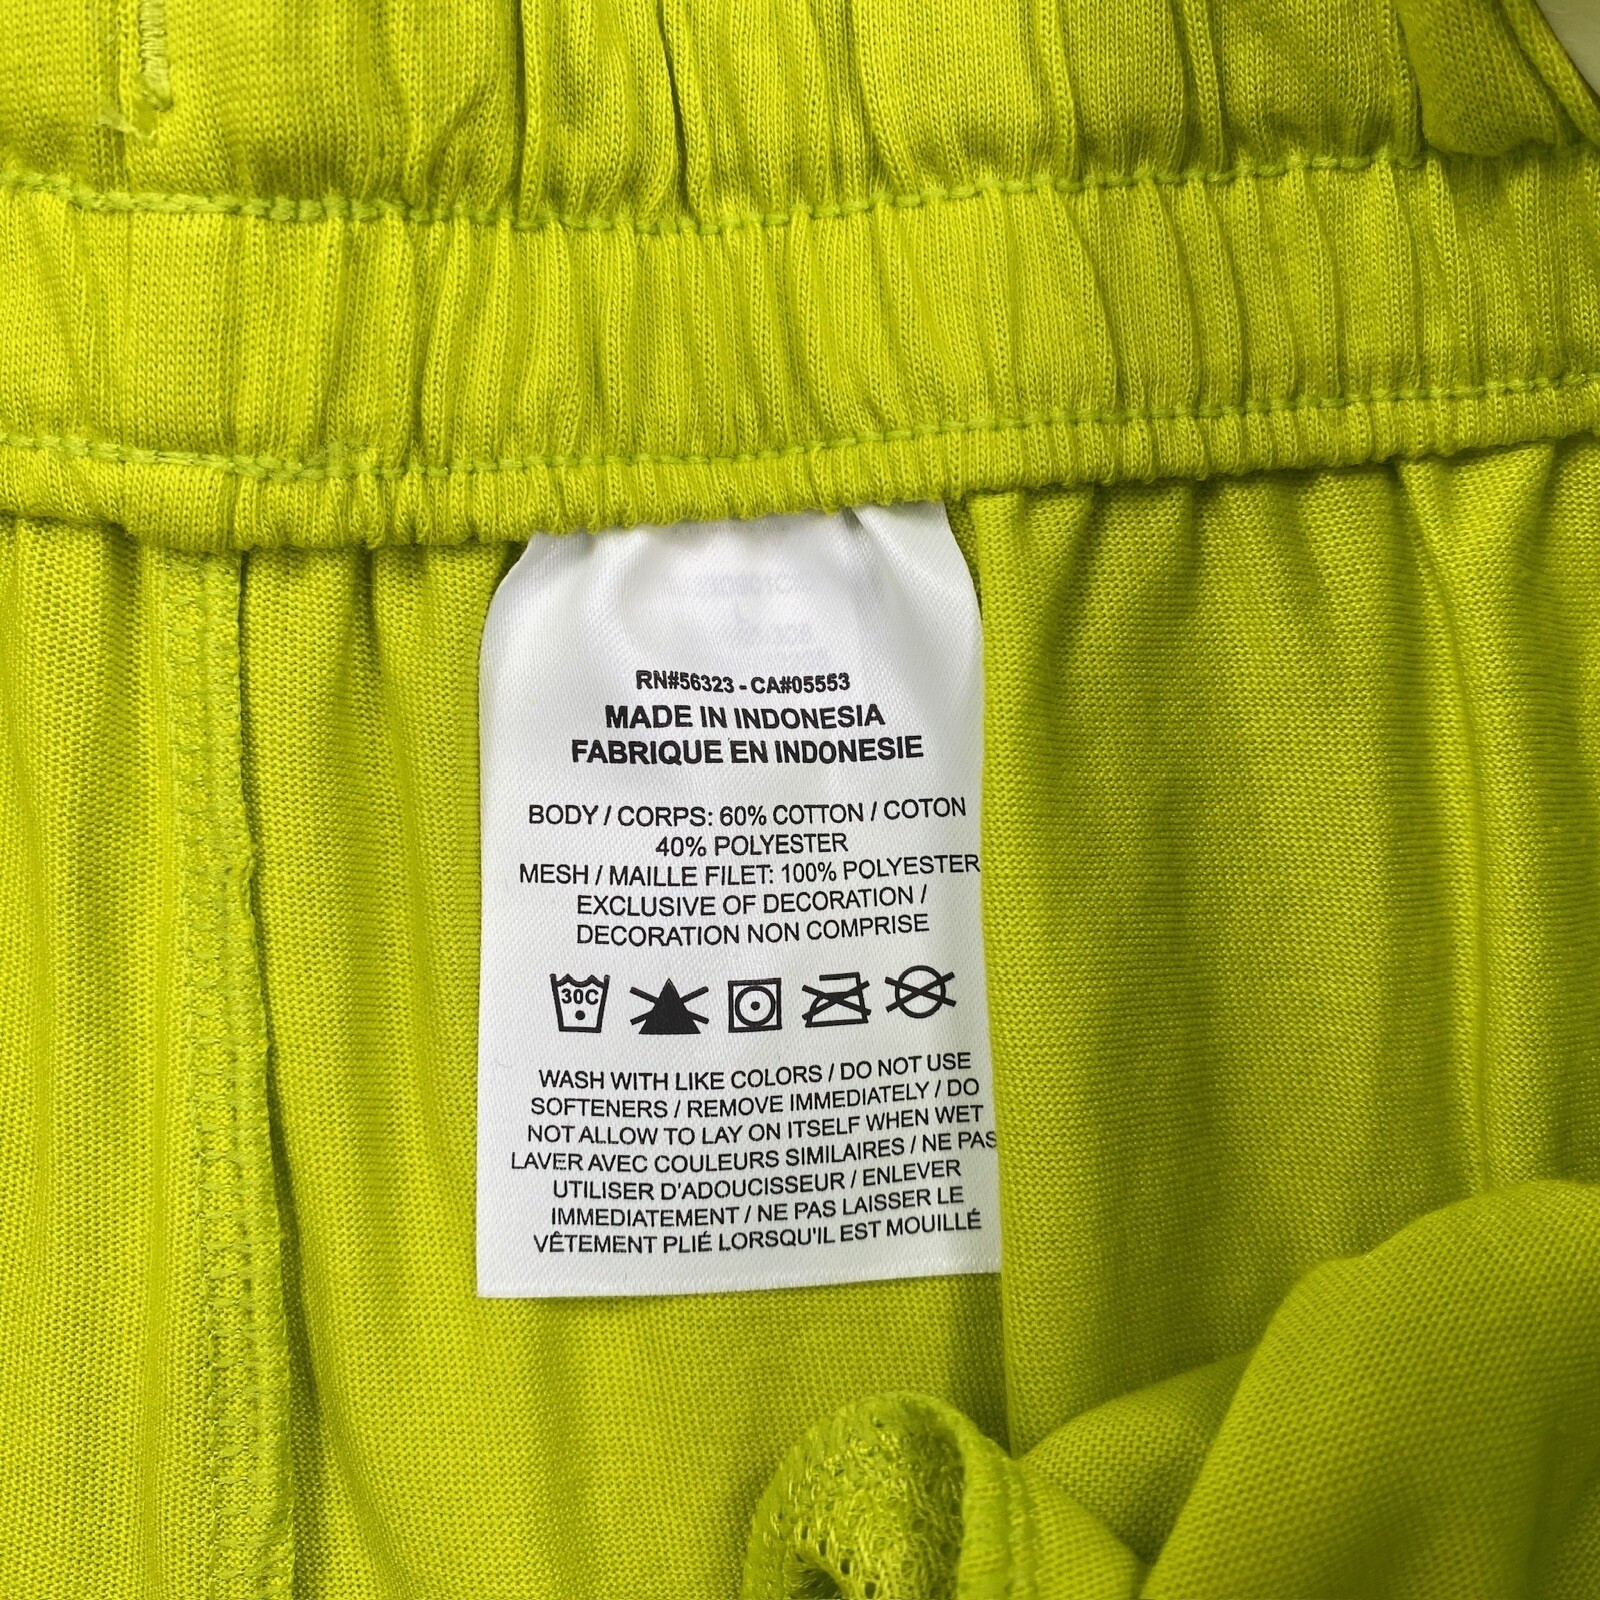 RN#56323 - CA#05553
MADE IN INDONESIA
FABRIQUE EN INDONESIE
BODY / CORPS: 60% COTTON / COTON
40% POLYESTER
MESH / MAILLE FILET: 100% POLYESTER
EXCLUSIVE OF DECORATION /
DECORATION NON COMPRISE
30C
WASH WITH LIKE COLORS / DO NOT USE
SOFTENERS / REMOVE IMMEDIATELY / DO
NOT ALLOW TO LAY ON ITSELF WHEN WET
LAVER AVEC COULEURS SIMILAIRES / NE PAS
UTILISER D'ADOUCISSEUR / ENLEVER
IMMEDIATEMENT / NE PAS LAISSER LE
VÊTEMENT PLIÉ LORSQU'IL EST MOUILLÉ